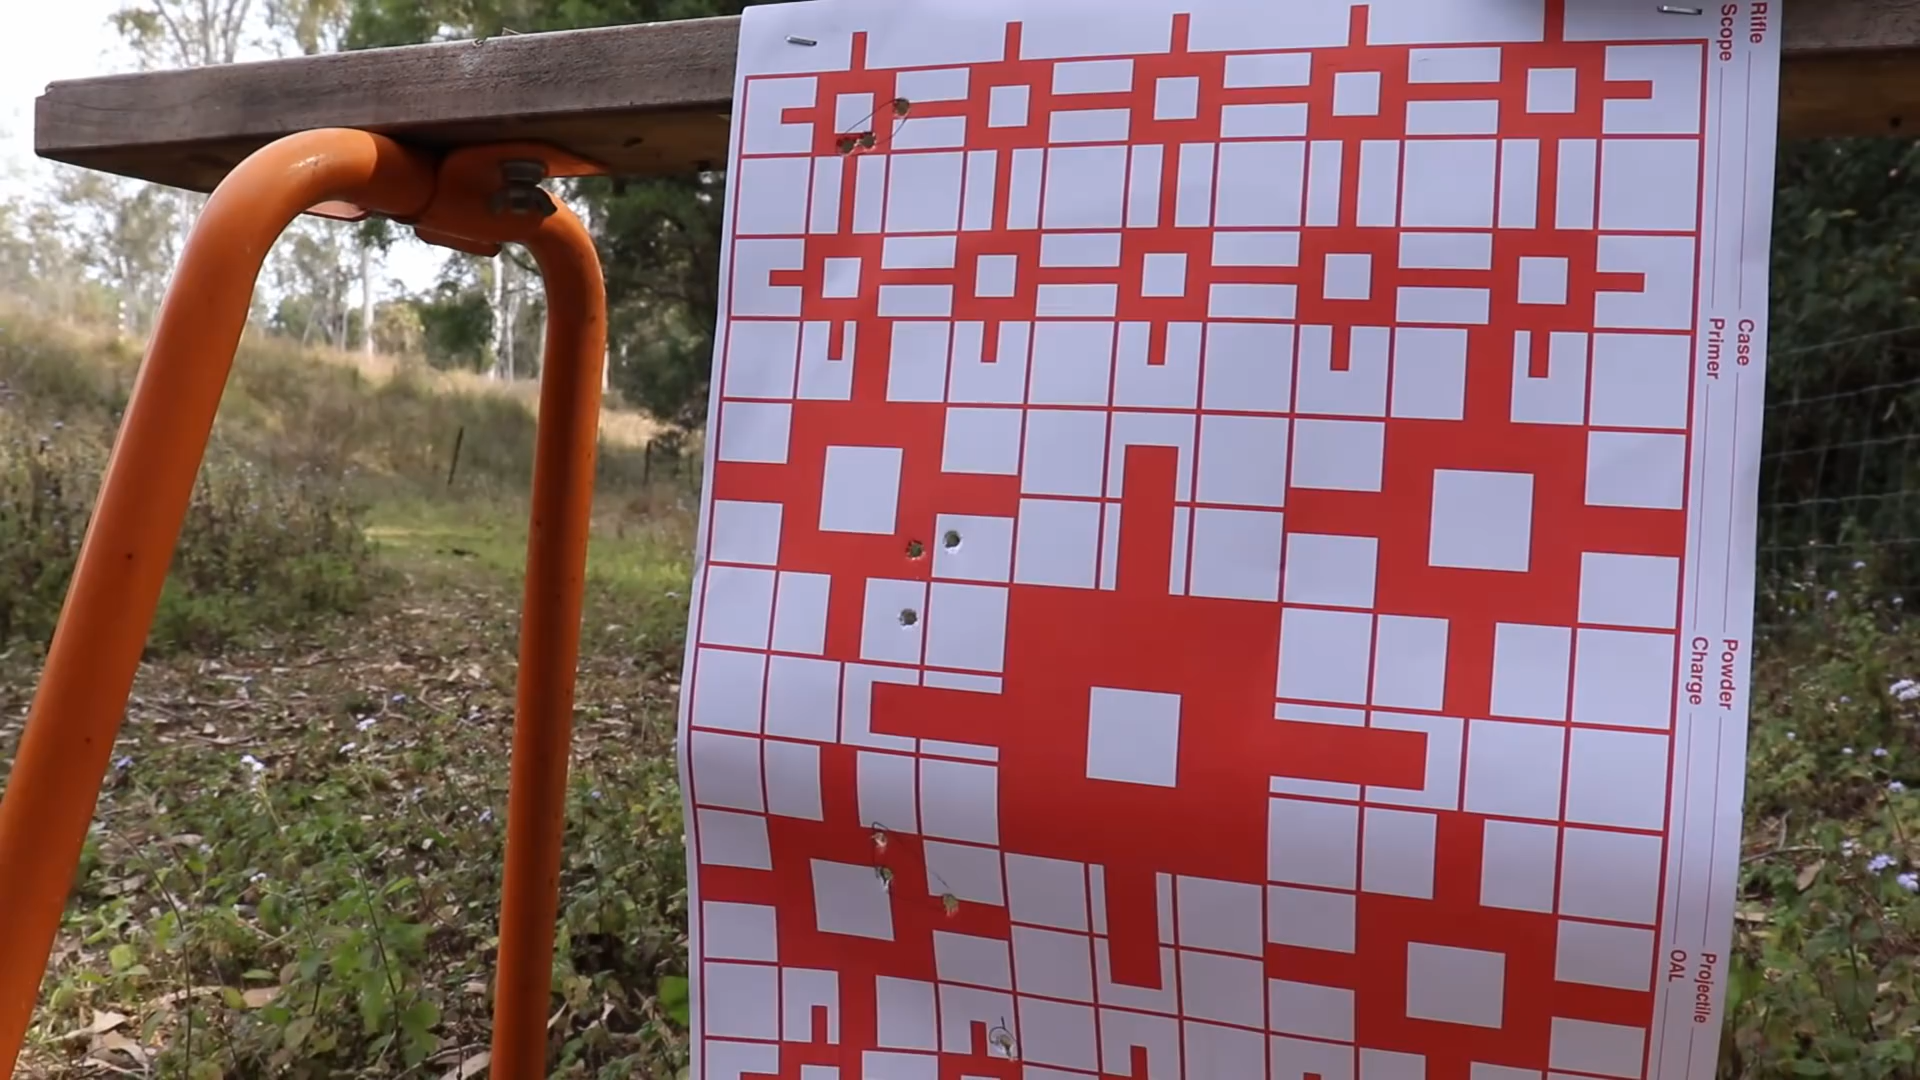 Rifle
Scope
Case
Primer
Powder
Charge
Projectile
OAL